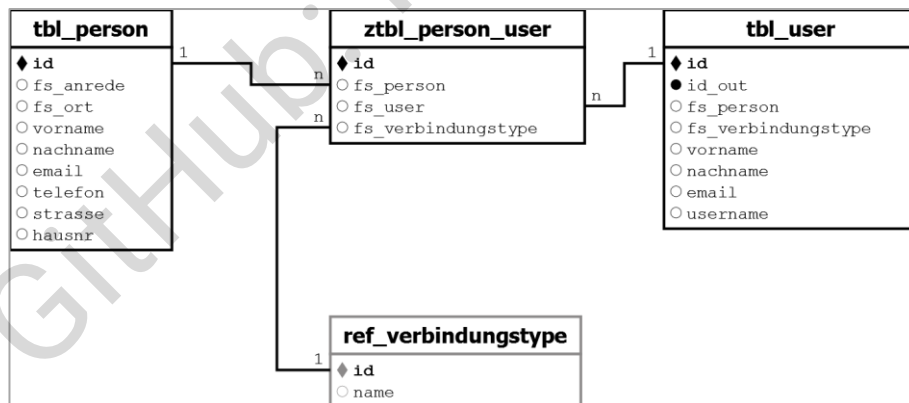 tbl_person
id
fs_anrede
fs_ort
vorname
nachname
email
telefon
strasse
hausnr
1
n
ztbl_person_user
id
fs_person
fs_user
fs_verbindungstype
n
n
1
tbl_user
id
id_out
fs_person
fs_verbindungstype
vorname
nachname
email
username
ref_verbindungstype
1
id
name
GitHub: